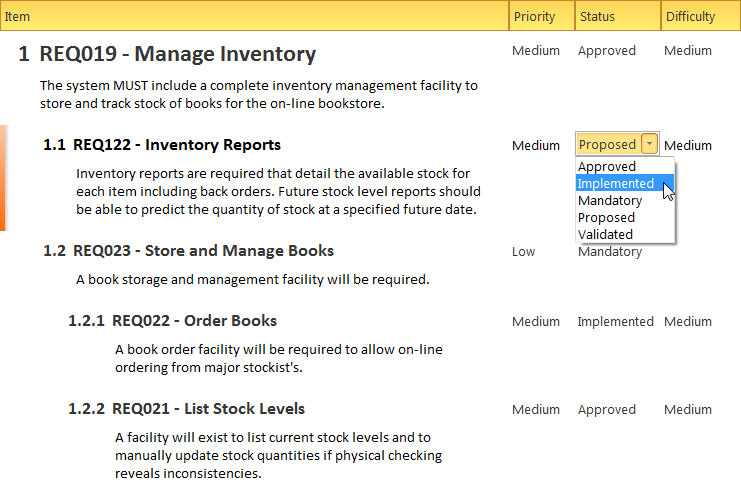 Item Priority Status Difficulty
1 REQ019 - Manage Inventory Medium Approved Medium
The system MUST include a complete inventory management facility to
store and track stock of books for the on-line bookstore.
1.1 REQ122 - Inventory Reports Medium Proposed Medium
Approved
Implemented
Mandatory
Proposed
Validated
Inventory reports are required that detail the available stock for
each item including back orders. Future stock level reports should
be able to predict the quantity of stock at a specified future date.
1.2 REQ023 - Store and Manage Books Low Mandatory
A book storage and management facility will be required.
1.2.1 REQ022 - Order Books Medium Implemented Medium
A book order facility will be required to allow on-line
ordering from major stockist's.
1.2.2 REQ021 - List Stock Levels Medium Approved Medium
A facility will exist to list current stock levels and to
manually update stock quantities if physical checking
reveals inconsistencies.